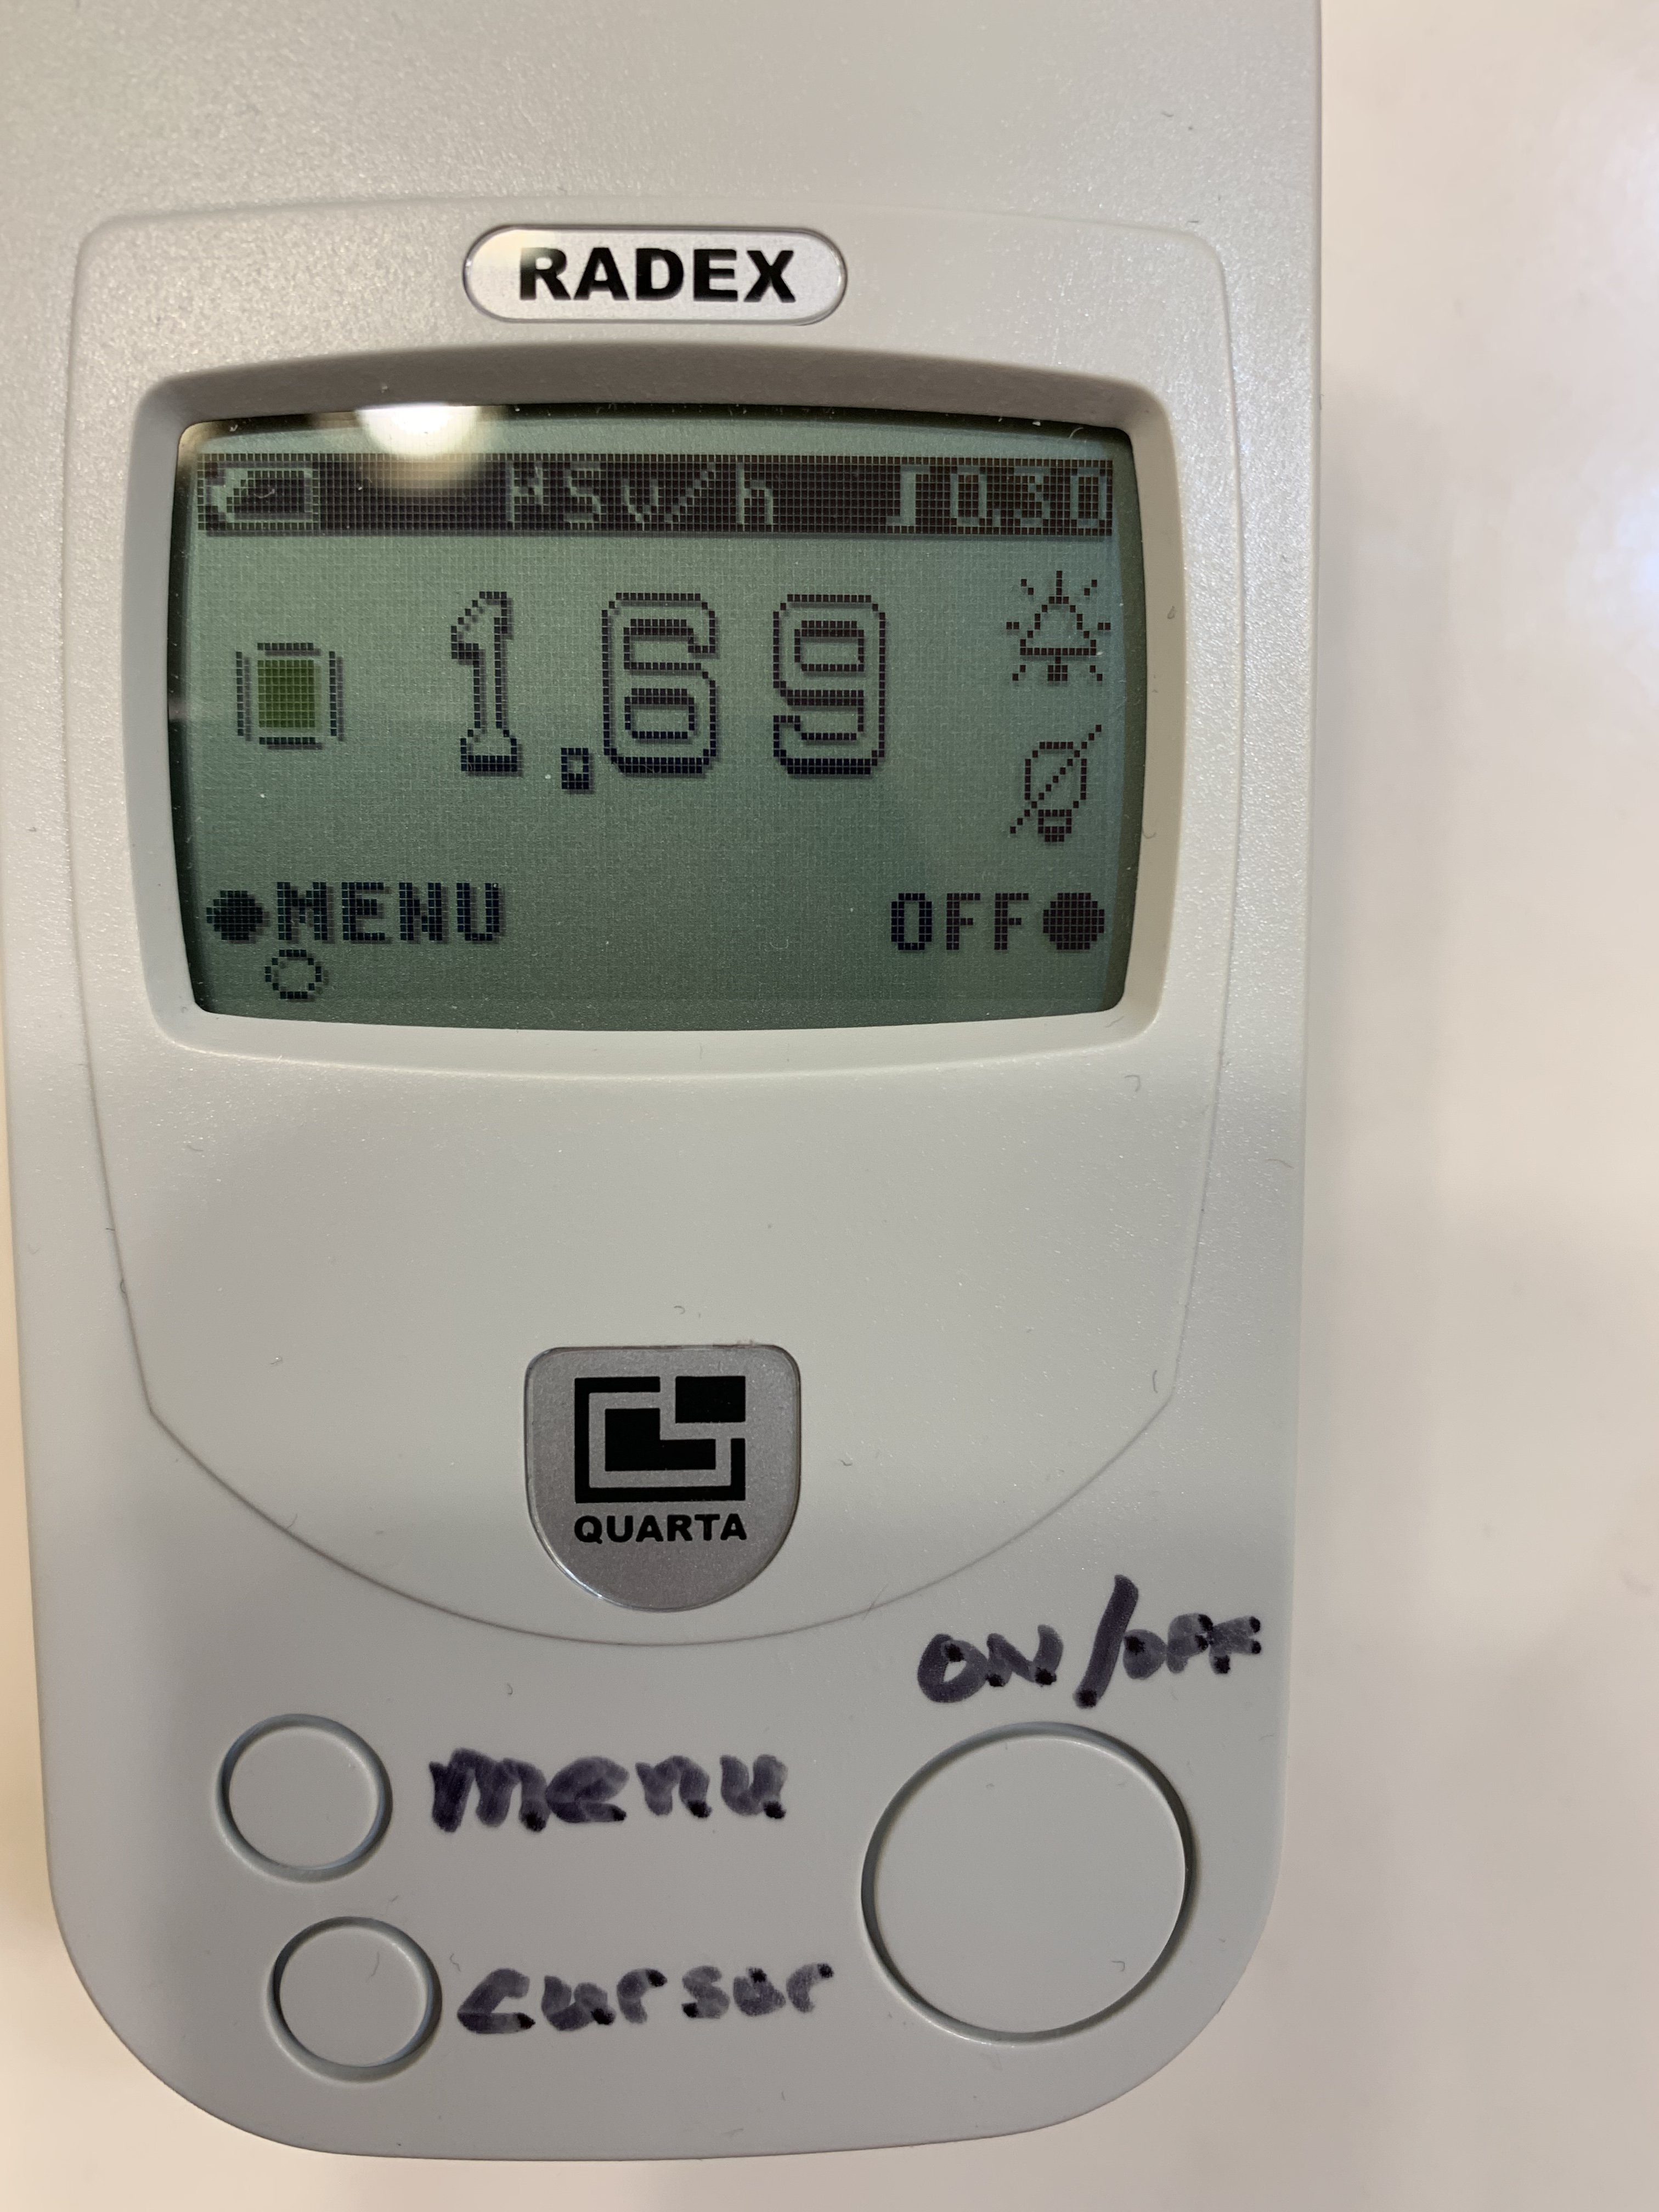 RADEX
µSv/h 0.30
1.69
MENU OFF
QUARTA
ON/OFF
menu
cursor